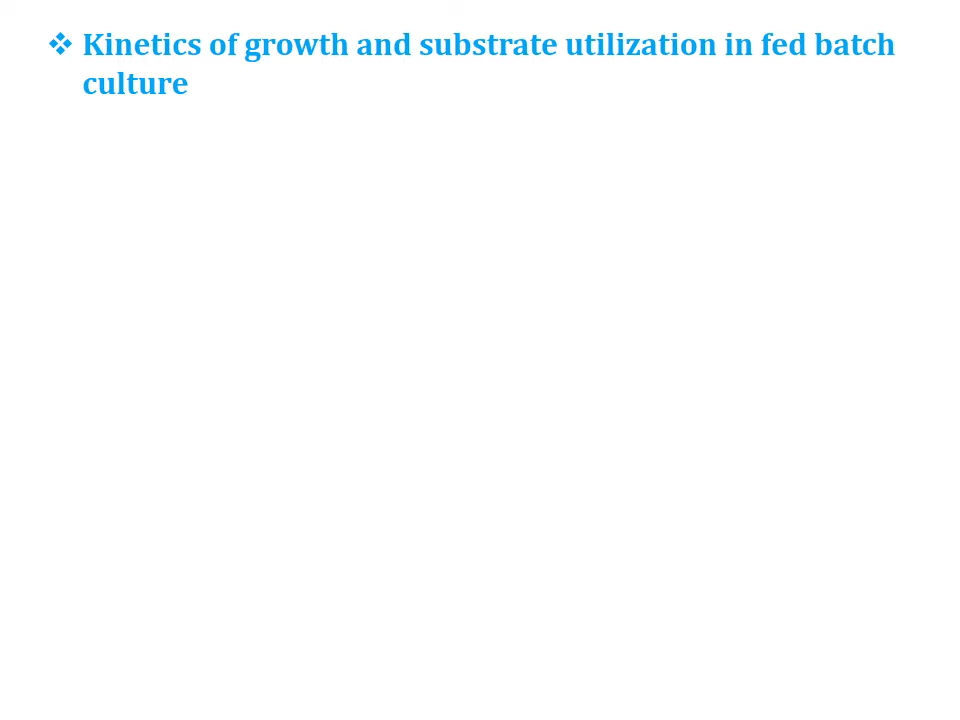 ❖ Kinetics of growth and substrate utilization in fed batch
culture